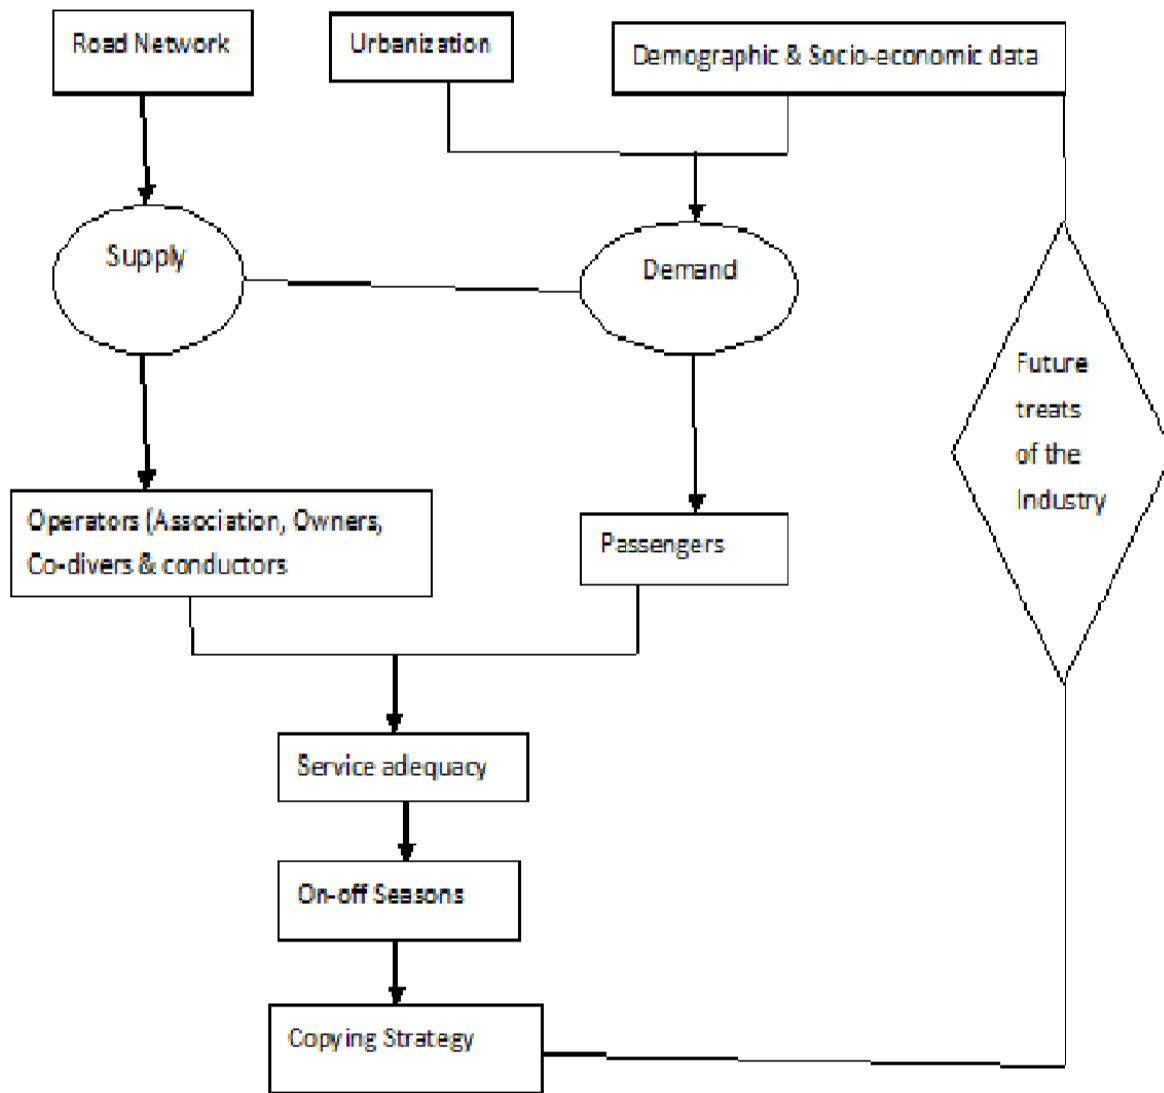 Road Network
Urbanization
Demographic & Socio-economic data
Supply
Demand
Future
treats
of the
Industry
Operators (Association, Owners,
Co-divers & conductors
Passengers
Service adequacy
On-off Seasons
Copying Strategy